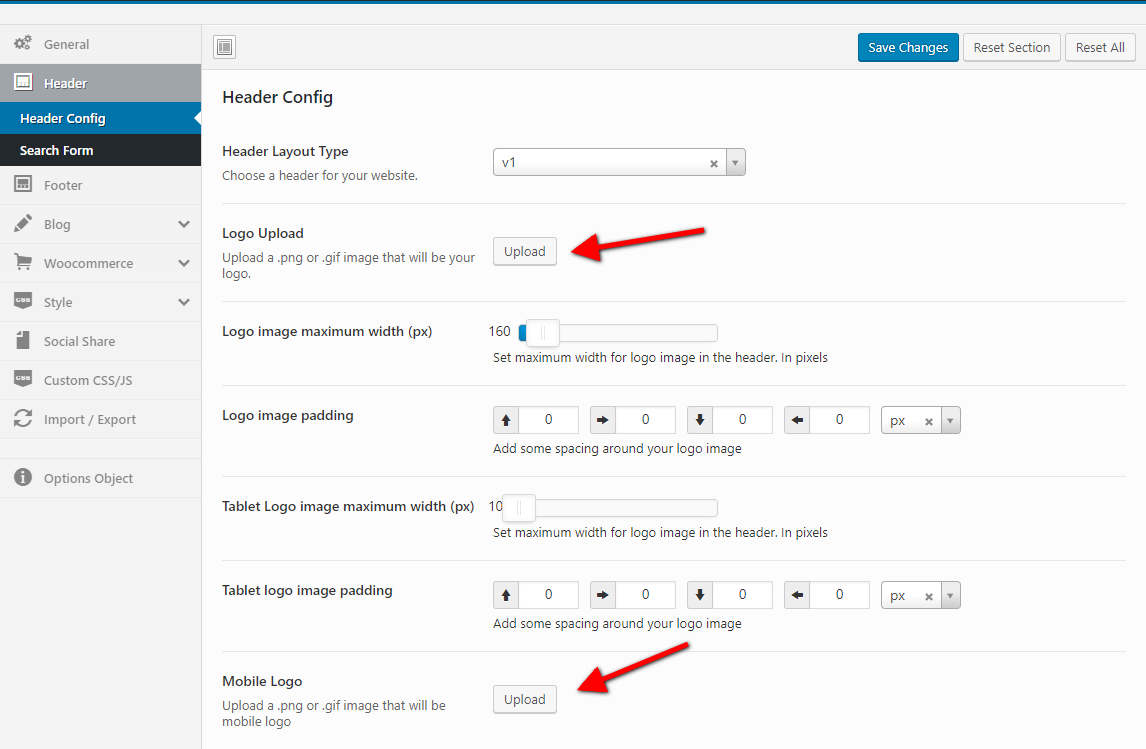 General
Header
Header Config
Search Form
Footer
Blog
Woocommerce
CSS
Style
Social Share
CSS
Custom CSS/JS
Import / Export
Options Object
Save Changes
Reset Section
Reset All
Header Config
Header Layout Type
Choose a header for your website.
v1
Logo Upload
Upload a .png or .gif image that will be your
logo.
Upload
Logo image maximum width (px)
160
Set maximum width for logo image in the header. In pixels
Logo image padding
0
0
0
0
px
Add some spacing around your logo image
Tablet Logo image maximum width (px)
10
Set maximum width for logo image in the header. In pixels
Tablet logo image padding
0
0
0
0
px
Add some spacing around your logo image
Mobile Logo
Upload a .png or .gif image that will be
mobile logo
Upload